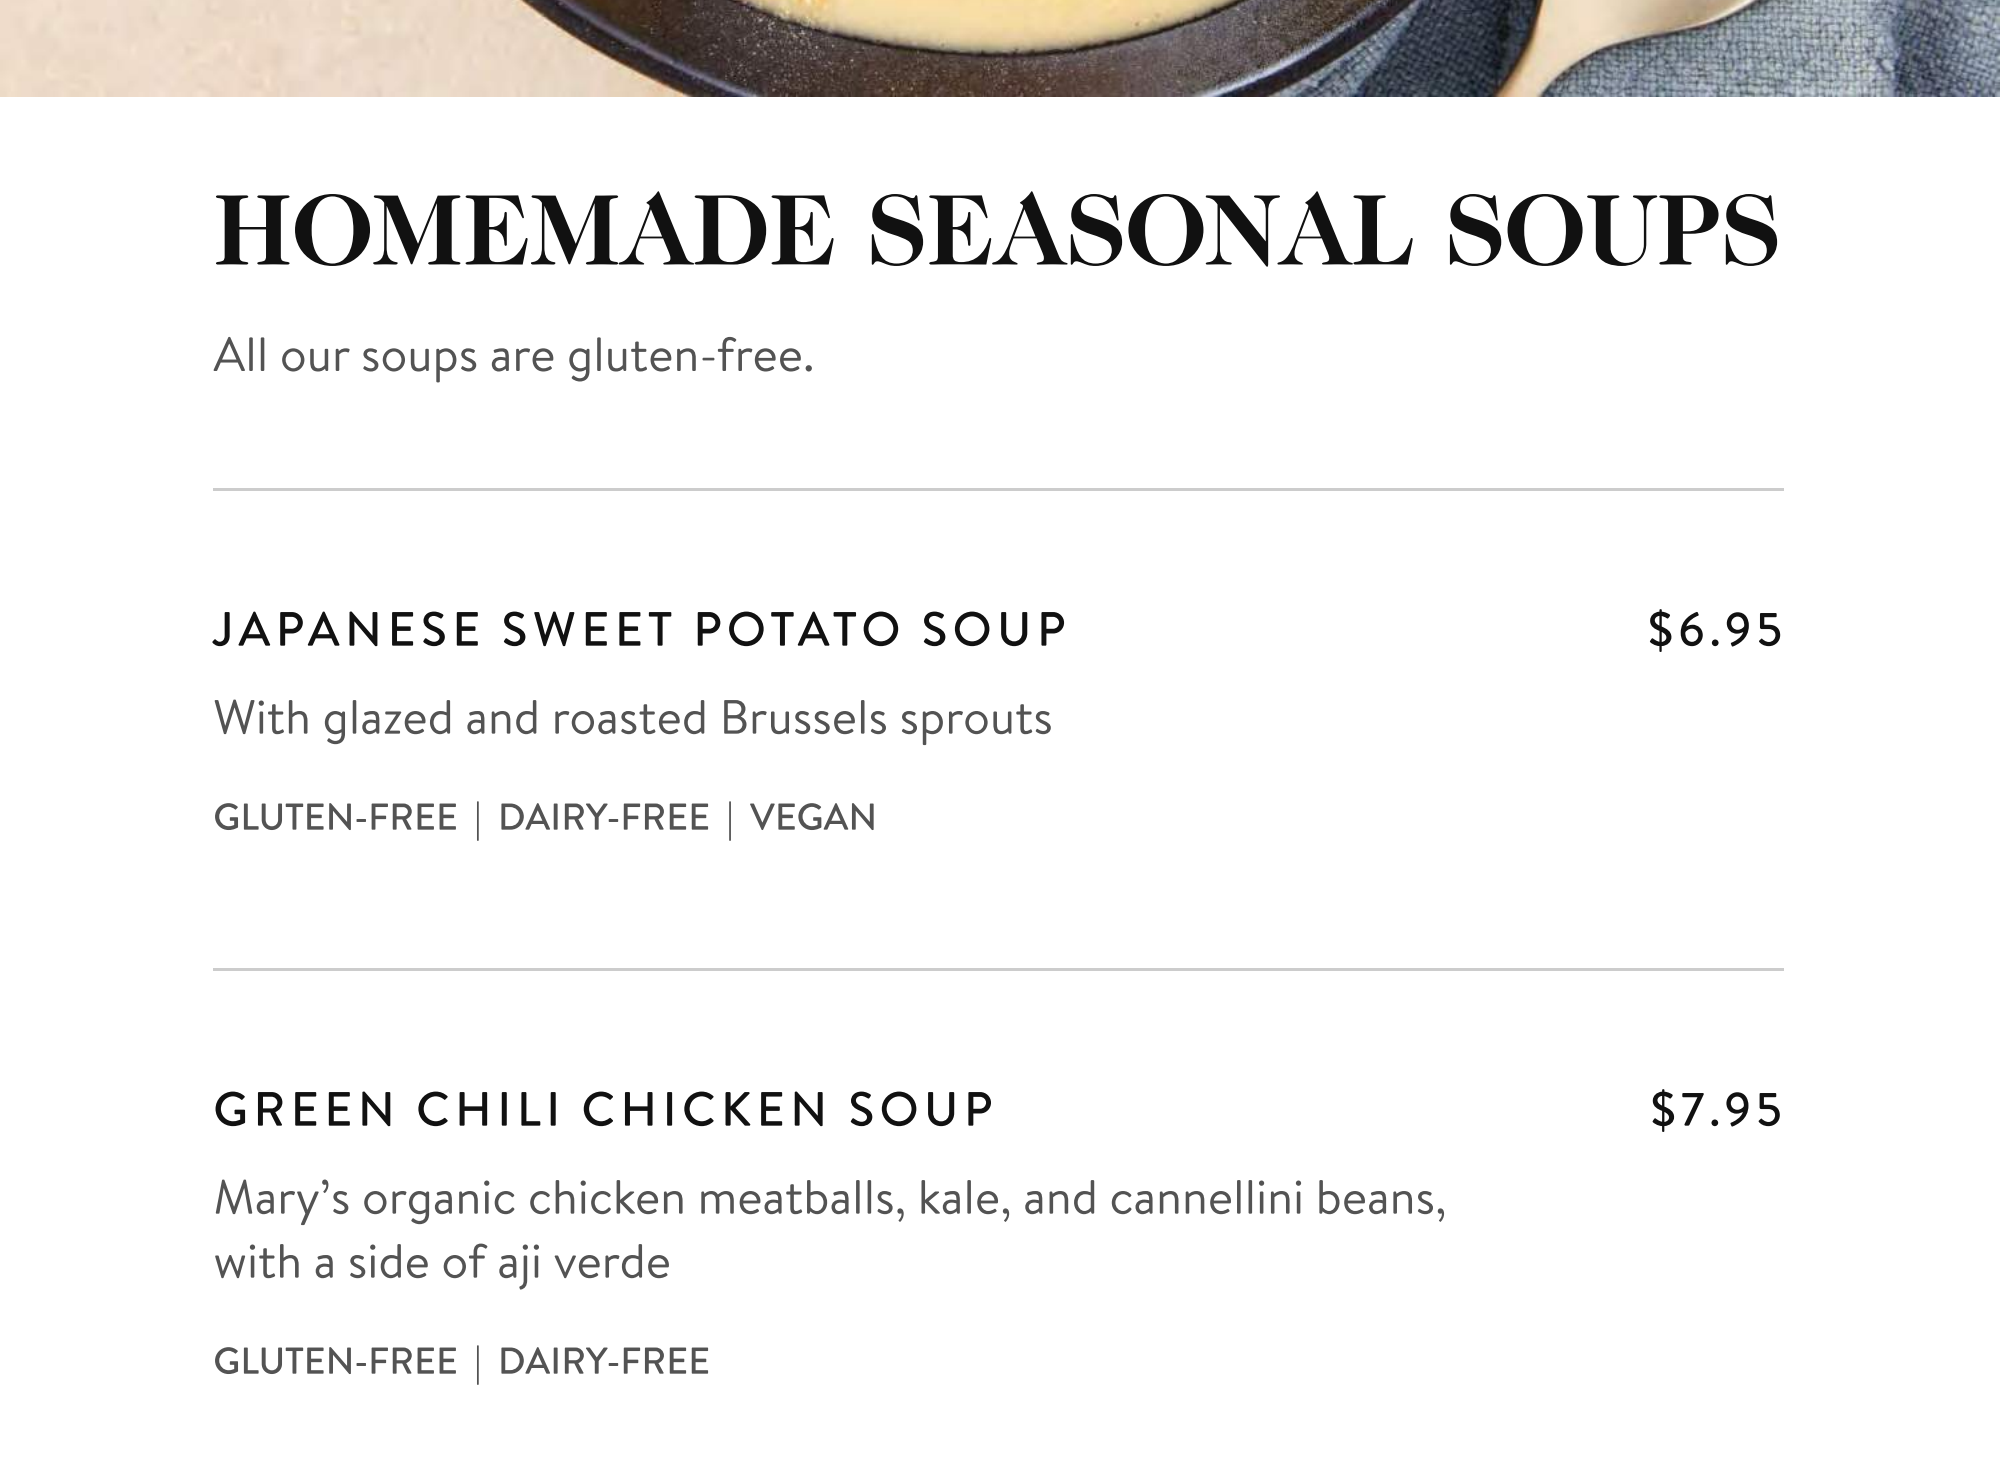 HOMEMADE SEASONAL SOUPS
All our soups are gluten-free.
JAPANESE SWEET POTATO SOUP $6.95
With glazed and roasted Brussels sprouts
GLUTEN-FREE | DAIRY-FREE | VEGAN
GREEN CHILI CHICKEN SOUP $7.95
Mary’s organic chicken meatballs, kale, and cannellini beans,
with a side of aji verde
GLUTEN-FREE | DAIRY-FREE